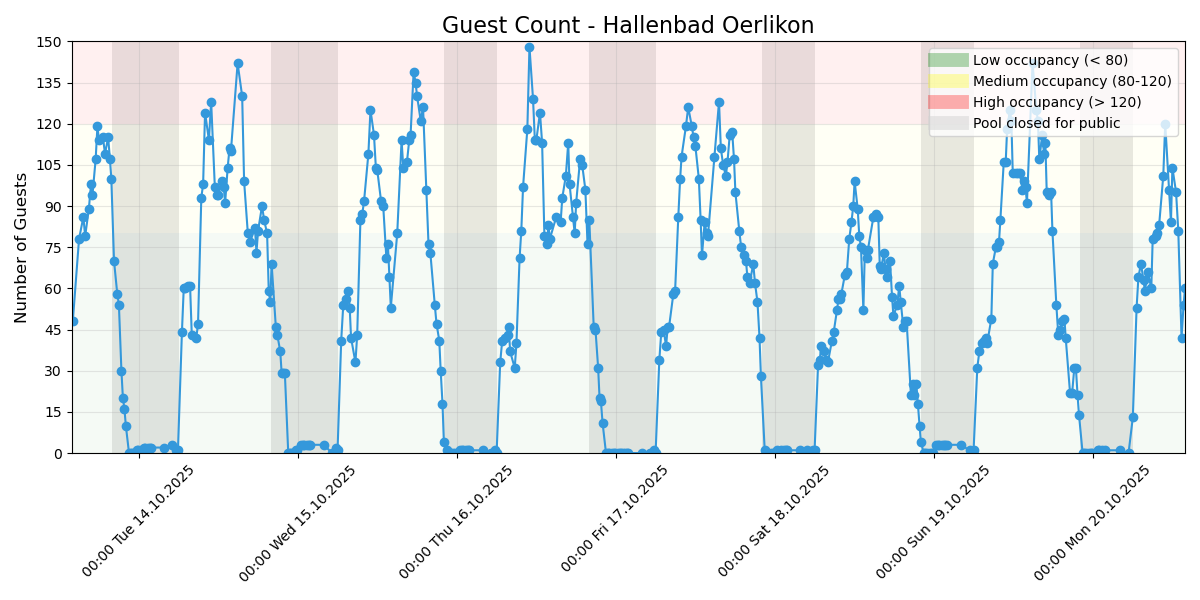 Guest Count - Hallenbad Oerlikon
Number of Guests
150
135
120
105
90
75
60
45
30
15
0
Low occupancy (< 80)
Medium occupancy (80-120)
High occupancy (> 120)
Pool closed for public
00:00 Tue 14.10.2025
00:00 Wed 15.10.2025
00:00 Thu 16.10.2025
00:00 Fri 17.10.2025
00:00 Sat 18.10.2025
00:00 Sun 19.10.2025
00:00 Mon 20.10.2025